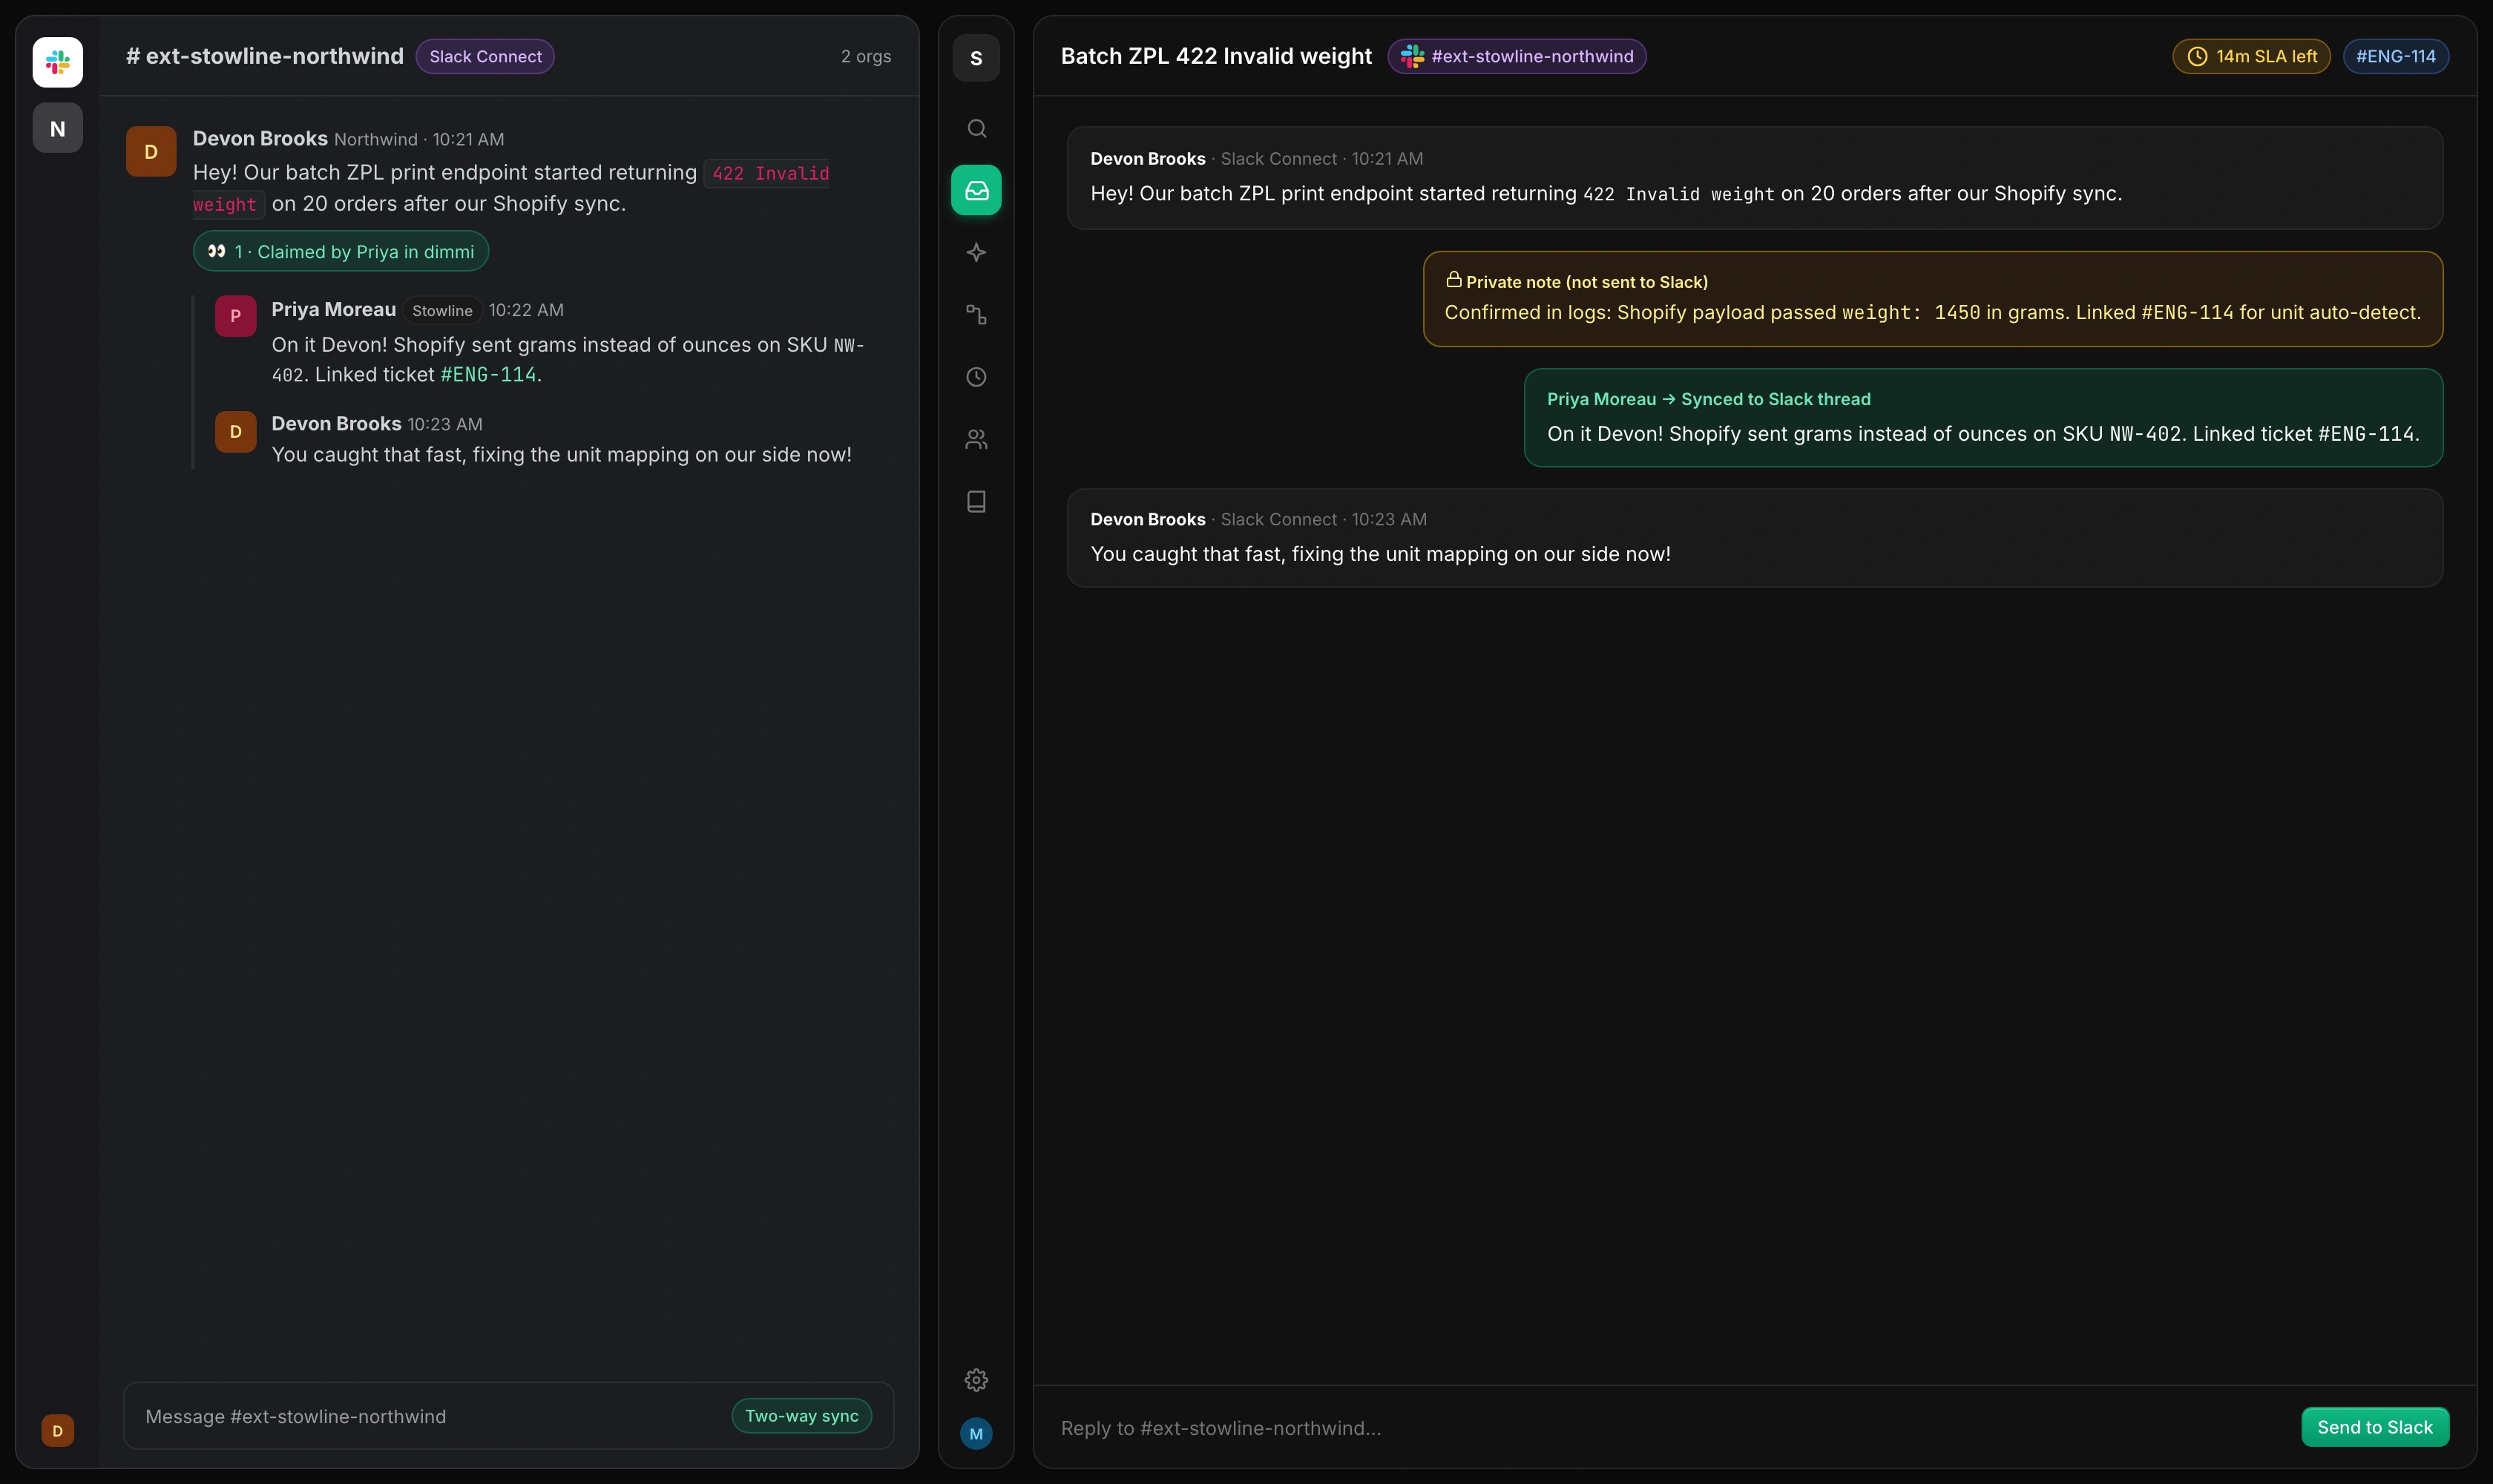 # ext-stowline-northwind Slack Connect 2 orgs
N
D
Devon Brooks Northwind · 10:21 AM
Hey! Our batch ZPL print endpoint started returning 422 Invalid
weight on 20 orders after our Shopify sync.
👀 1 · Claimed by Priya in dimmi
P
Priya Moreau Stowline 10:22 AM
On it Devon! Shopify sent grams instead of ounces on SKU NW-
402. Linked ticket #ENG-114.
D
Devon Brooks 10:23 AM
You caught that fast, fixing the unit mapping on our side now!
Message #ext-stowline-northwind Two-way sync
D
S
M
Batch ZPL 422 Invalid weight #ext-stowline-northwind 14m SLA left #ENG-114
Devon Brooks · Slack Connect · 10:21 AM
Hey! Our batch ZPL print endpoint started returning 422 Invalid weight on 20 orders after our Shopify sync.
Private note (not sent to Slack)
Confirmed in logs: Shopify payload passed weight: 1450 in grams. Linked #ENG-114 for unit auto-detect.
Priya Moreau → Synced to Slack thread
On it Devon! Shopify sent grams instead of ounces on SKU NW-402. Linked ticket #ENG-114.
Devon Brooks · Slack Connect · 10:23 AM
You caught that fast, fixing the unit mapping on our side now!
Reply to #ext-stowline-northwind... Send to Slack